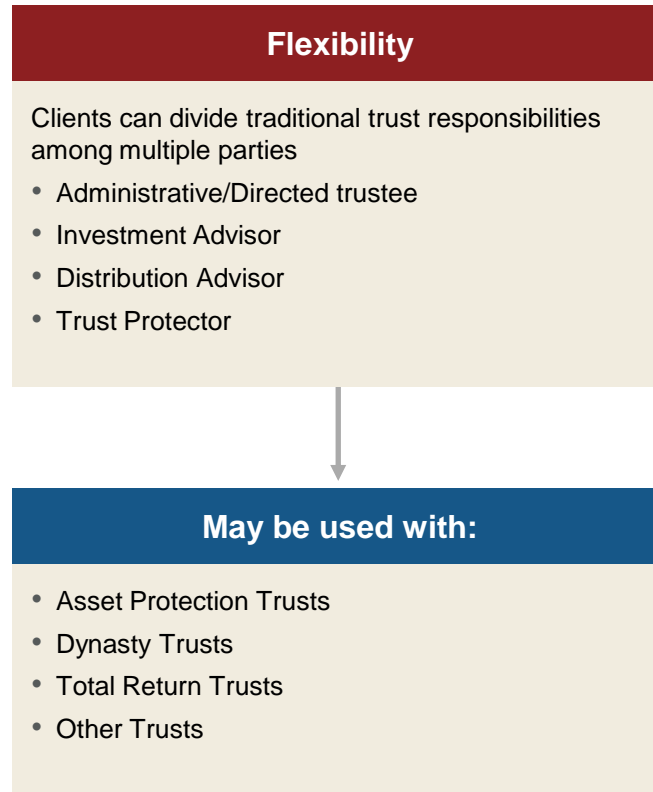 Flexibility
Clients can divide traditional trust responsibilities
among multiple parties
• Administrative/Directed trustee
• Investment Advisor
• Distribution Advisor
• Trust Protector
May be used with:
• Asset Protection Trusts
• Dynasty Trusts
• Total Return Trusts
• Other Trusts